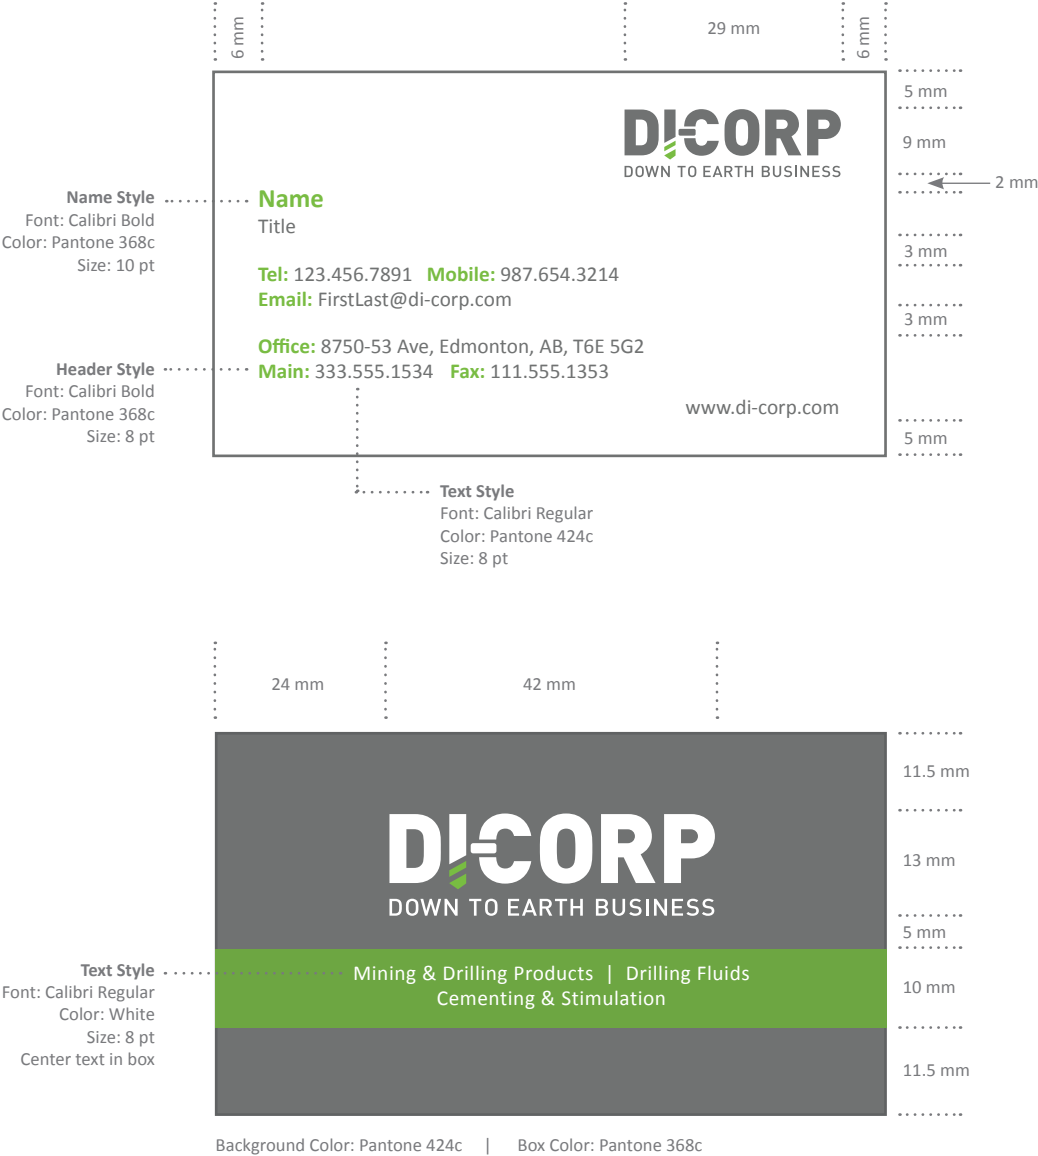 6 mm
29 mm
6 mm
5 mm
DI-CORP
DOWN TO EARTH BUSINESS
9 mm
2 mm
Name Style
Font: Calibri Bold
Color: Pantone 368c
Size: 10 pt
Name
Title
3 mm
Tel: 123.456.7891 Mobile: 987.654.3214
Email: FirstLast@di-corp.com
3 mm
Office: 8750-53 Ave, Edmonton, AB, T6E 5G2
Main: 333.555.1534 Fax: 111.555.1353
Header Style
Font: Calibri Bold
Color: Pantone 368c
Size: 8 pt
www.di-corp.com
5 mm
Text Style
Font: Calibri Regular
Color: Pantone 424c
Size: 8 pt
24 mm
42 mm
11.5 mm
DI-CORP
DOWN TO EARTH BUSINESS
13 mm
5 mm
Text Style
Font: Calibri Regular
Color: White
Size: 8 pt
Center text in box
Mining & Drilling Products | Drilling Fluids
Cementing & Stimulation
10 mm
11.5 mm
Background Color: Pantone 424c | Box Color: Pantone 368c